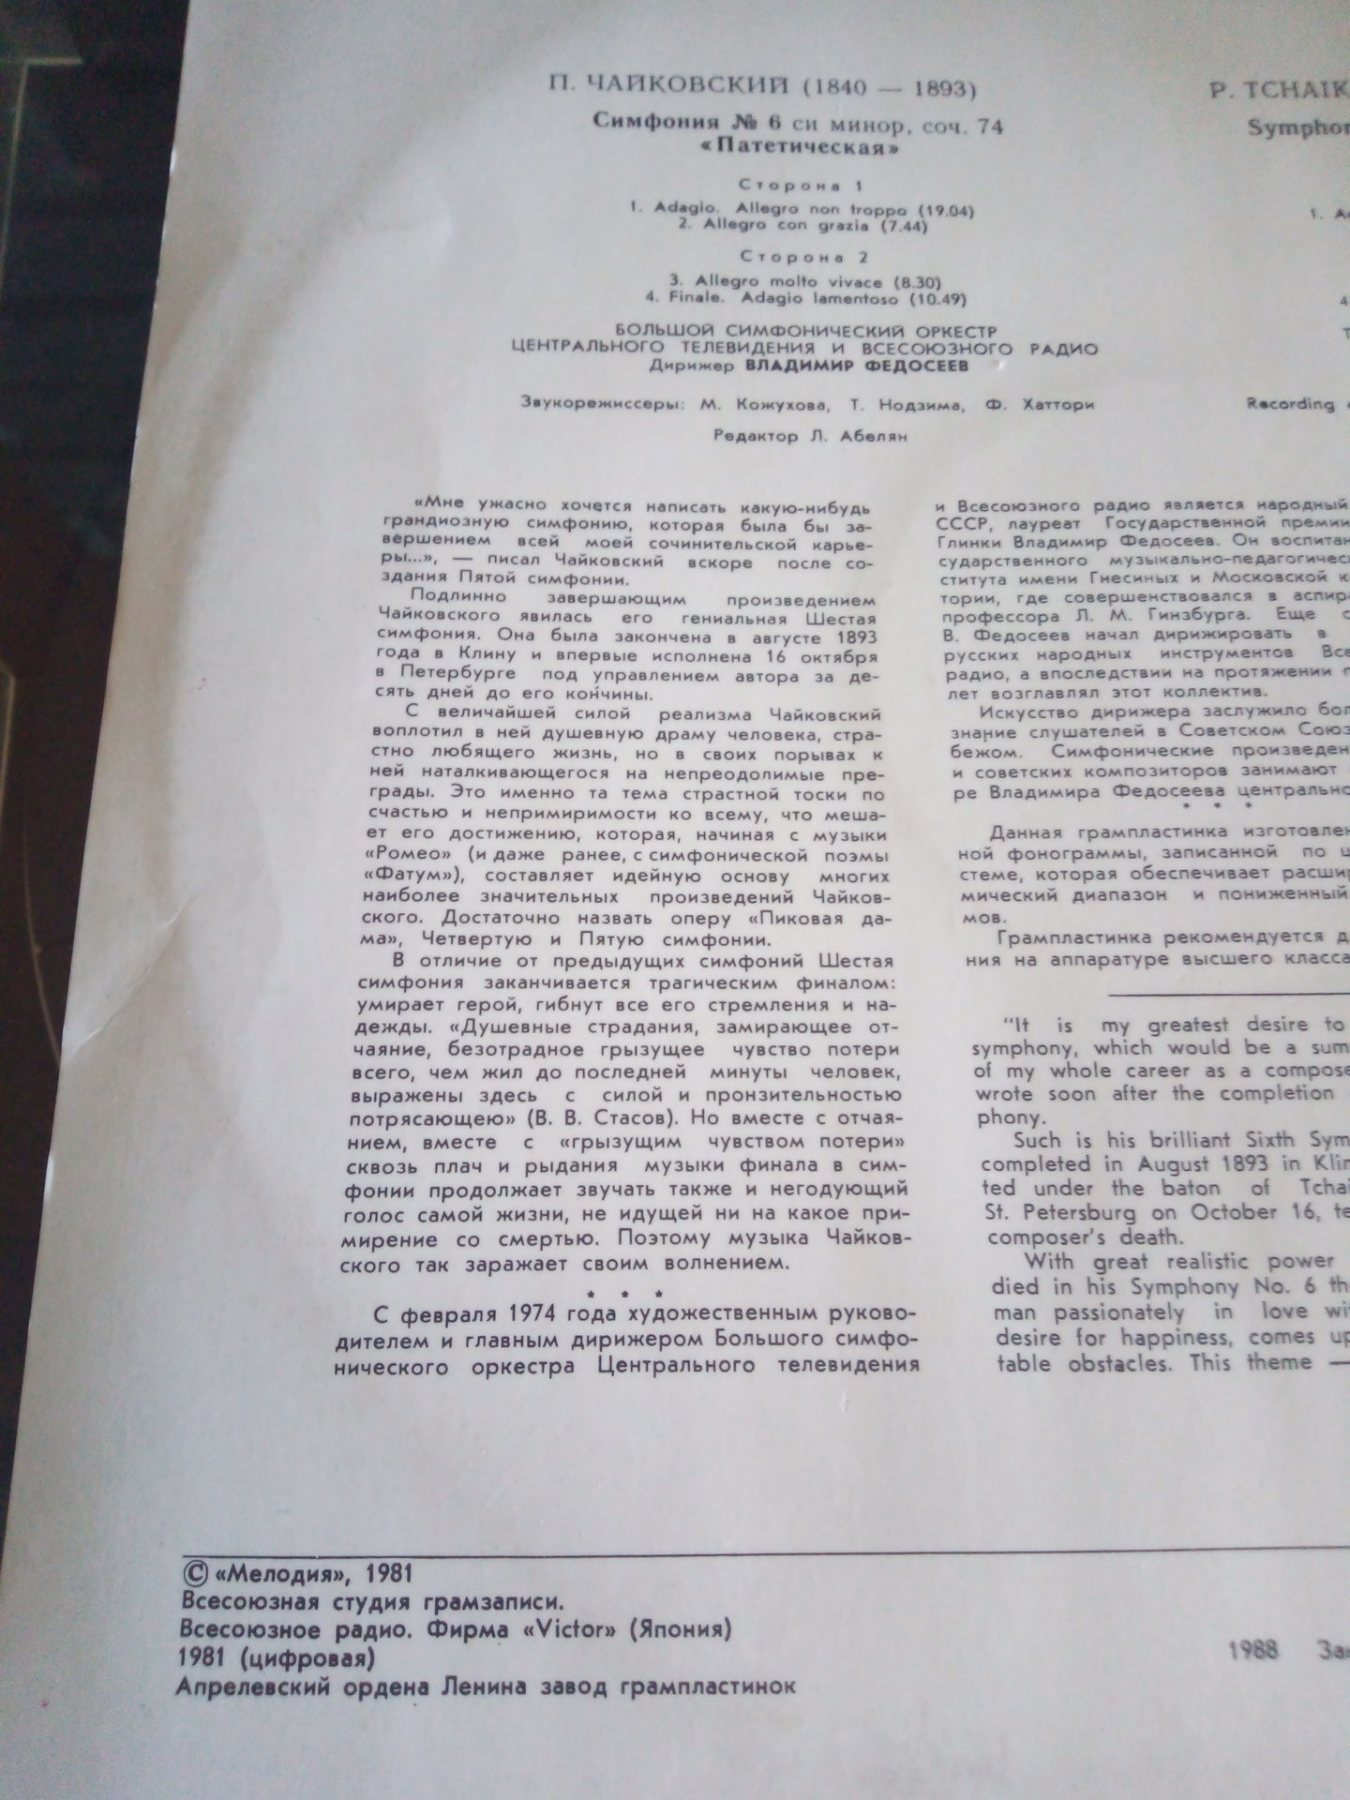 П. ЧАЙКОВСКИЙ (1840 — 1893)
Симфония № 6 си минор, соч. 74
«Патетическая»
Сторона 1
1. Adagio. Allegro non troppo (19.04)
2. Allegro con grazia (7.44)
Сторона 2
3. Allegro molto vivace (8.30)
4. Finale. Adagio lamentoso (10.49)
БОЛЬШОЙ СИМФОНИЧЕСКИЙ ОРКЕСТР
ЦЕНТРАЛЬНОГО ТЕЛЕВИДЕНИЯ И ВСЕСОЮЗНОГО РАДИО
Дирижер ВЛАДИМИР ФЕДОСЕЕВ
Звукорежиссеры: М. Кожухова, Т. Нодзима, Ф. Хаттори
Редактор Л. Абелян
«Мне ужасно хочется написать какую-нибудь
грандиозную симфонию, которая была бы за-
вершением всей моей сочинительской карье-
ры...», — писал Чайковский вскоре после со-
здания Пятой симфонии.
Подлинно завершающим произведением
Чайковского явилась его гениальная Шестая
симфония. Она была закончена в августе 1893
года в Клину и впервые исполнена 16 октября
в Петербурге под управлением автора за де-
сять дней до его кончины.
С величайшей силой реализма Чайковский
воплотил в ней душевную драму человека, стра-
стно любящего жизнь, но в своих порывах к
ней наталкивающегося на непреодолимые пре-
грады. Это именно та тема страстной тоски по
счастью и непримиримости ко всему, что меша-
ет его достижению, которая, начиная с музыки
«Ромео» (и даже ранее, с симфонической поэмы
«Фатум»), составляет идейную основу многих
наиболее значительных произведений Чайков-
ского. Достаточно назвать оперу «Пиковая да-
ма», Четвертую и Пятую симфонии.
В отличие от предыдущих симфоний Шестая
симфония заканчивается трагическим финалом:
умирает герой, гибнут все его стремления и на-
дежды. «Душевные страдания, замирающее от-
чаяние, безотрадное грызущее чувство потери
всего, чем жил до последней минуты человек,
выражены здесь с силой и пронзительностью
потрясающею» (В. В. Стасов). Но вместе с отчая-
нием, вместе с «грызущим чувством потери»
сквозь плач и рыдания музыки финала в сим-
фонии продолжает звучать также и негодующий
голос самой жизни, не идущей ни на какое при-
мирение со смертью. Поэтому музыка Чайков-
ского так заражает своим волнением.
* * *
С февраля 1974 года художественным руково-
дителем и главным дирижером Большого симфо-
нического оркестра Центрального телевидения
и Всесоюзного радио является народный
СССР, лауреат Государственной премии
Глинки Владимир Федосеев. Он воспитан
сударственного музыкально-педагогичес
ститута имени Гнесиных и Московской к
тории, где совершенствовался в аспир
профессора Л. М. Гинзбурга. Еще с
В. Федосеев начал дирижировать в
русских народных инструментов Все
радио, а впоследствии на протяжении
лет возглавлял этот коллектив.
Искусство дирижера заслужило бол
знание слушателей в Советском Союз
бежом. Симфонические произведен
и советских композиторов занимают
ре Владимира Федосеева центрально
* * *
Данная грампластинка изготовлен
ной фонограммы, записанной по ц
стеме, которая обеспечивает расшир
мический диапазон и пониженный
мов.
Грампластинка рекомендуется д
ния на аппаратуре высшего класса
"It is my greatest desire to
symphony, which would be a sum
of my whole career as a compose
wrote soon after the completion
phony.
Such is his brilliant Sixth Sym
completed in August 1893 in Klin
ted under the baton of Tchai
St. Petersburg on October 16, te
composer's death.
With great realistic power
died in his Symphony No. 6 th
man passionately in love wi
desire for happiness, comes up
table obstacles. This theme —
P. TCHAIK
Symphon
1. A
4
T
Recording
© «Мелодия», 1981
Всесоюзная студия грамзаписи.
Всесоюзное радио. Фирма «Victor» (Япония)
1981 (цифровая)
Апрелевский ордена Ленина завод грампластинок
1988 Зак